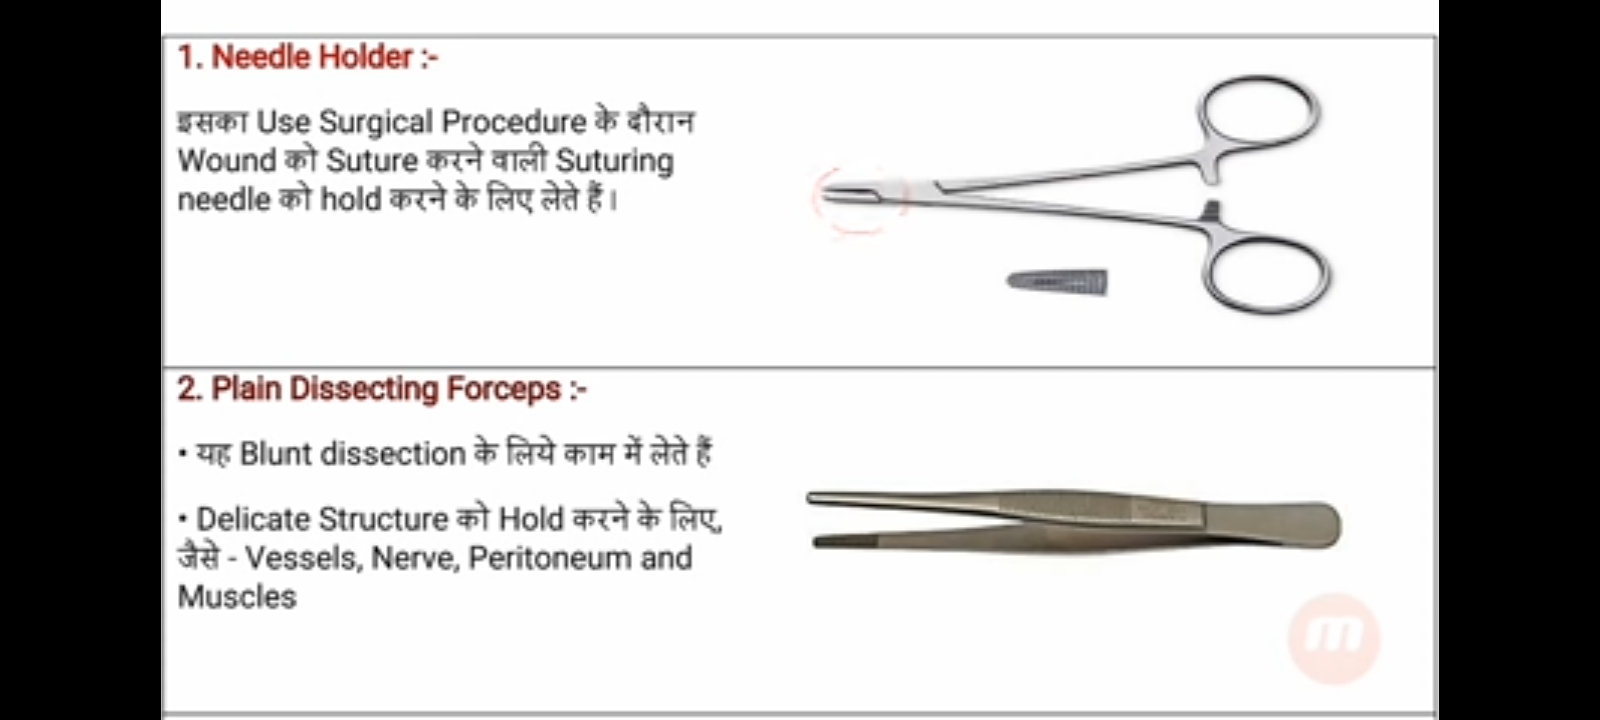 1. Needle Holder :-
इसका Use Surgical Procedure के दौरान
Wound को Suture करने वाली Suturing
needle को hold करने के लिए लेते हैं।
2. Plain Dissecting Forceps :-
• यह Blunt dissection के लिये काम में लेते हैं
• Delicate Structure को Hold करने के लिए,
जैसे - Vessels, Nerve, Peritoneum and
Muscles